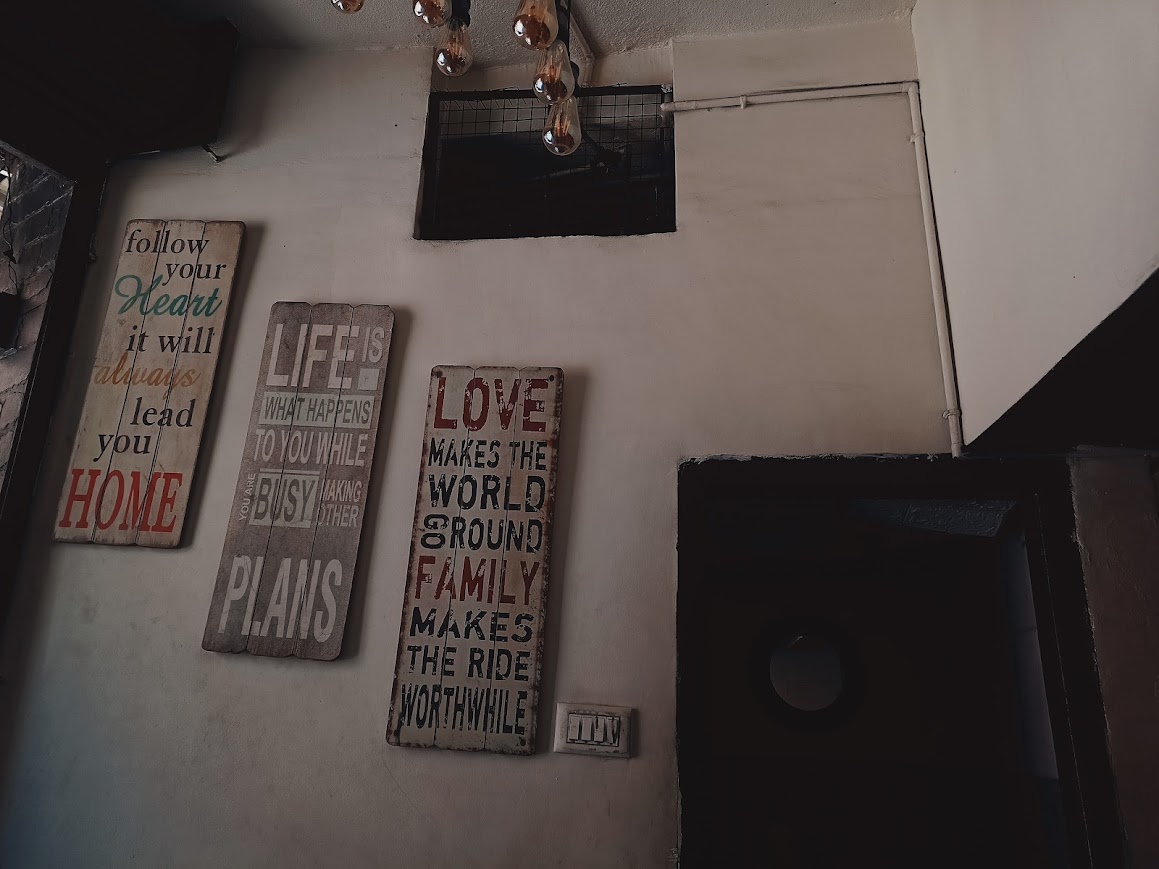 follow
your
Heart
it will
always
lead
you
HOME
LIFE IS
WHAT HAPPENS
TO YOU WHILE
YOU ARE BUSY MAKING OTHER
PLANS
LOVE
MAKES THE
WORLD
GO ROUND
FAMILY
MAKES
THE RIDE
WORTHWHILE